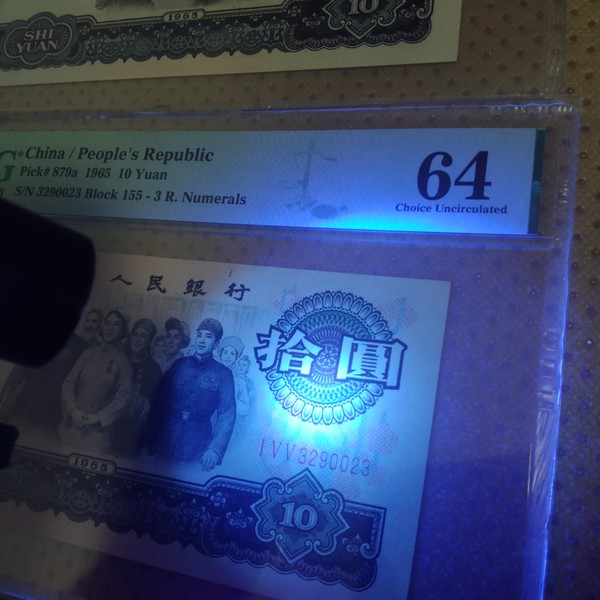 1965
SHI
YUAN
10
G
China / People's Republic
Pick# 879a 1965 10 Yuan
S/N 3290023 Block 155 - 3 R. Numerals
64
Choice Uncirculated
人民銀行
拾圓
I V V 3290023
1965
10